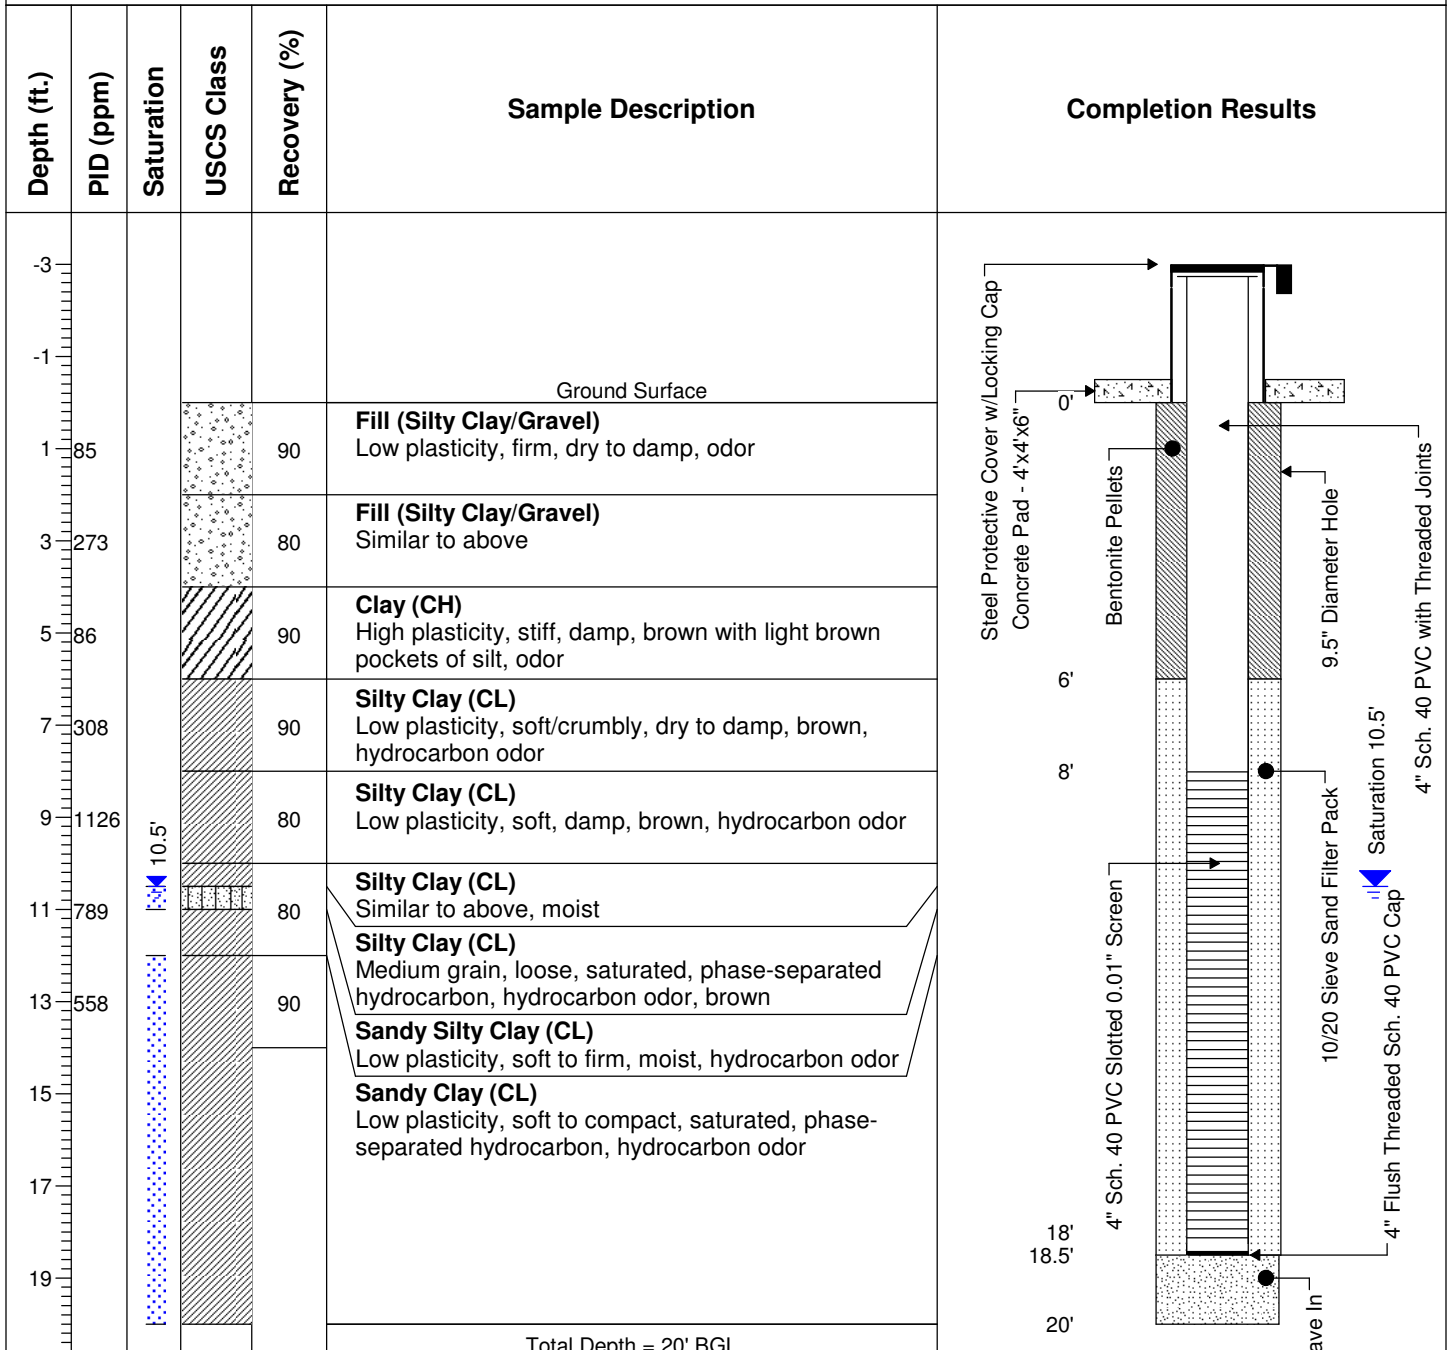 Depth (ft.)
PID (ppm)
Saturation
USCS Class
Recovery (%)
Sample Description
Completion Results
-3
-1
1
3
5
7
9
11
13
15
17
19
85
273
86
308
1126
789
558
10.5'
90
80
90
90
80
80
90
Ground Surface
Fill (Silty Clay/Gravel)
Low plasticity, firm, dry to damp, odor
Fill (Silty Clay/Gravel)
Similar to above
Clay (CH)
High plasticity, stiff, damp, brown with light brown
pockets of silt, odor
Silty Clay (CL)
Low plasticity, soft/crumbly, dry to damp, brown,
hydrocarbon odor
Silty Clay (CL)
Low plasticity, soft, damp, brown, hydrocarbon odor
Silty Clay (CL)
Similar to above, moist
Silty Clay (CL)
Medium grain, loose, saturated, phase-separated
hydrocarbon, hydrocarbon odor, brown
Sandy Silty Clay (CL)
Low plasticity, soft to firm, moist, hydrocarbon odor
Sandy Clay (CL)
Low plasticity, soft to compact, saturated, phase-
separated hydrocarbon, hydrocarbon odor
Total Depth = 20' BGL
Steel Protective Cover w/Locking Cap
Concrete Pad - 4'x4'x6"
0'
6'
8'
18'
18.5'
20'
Bentonite Pellets
4" Sch. 40 PVC Slotted 0.01" Screen
9.5" Diameter Hole
10/20 Sieve Sand Filter Pack
Saturation 10.5'
4" Flush Threaded Sch. 40 PVC Cap
4" Sch. 40 PVC with Threaded Joints
ave In